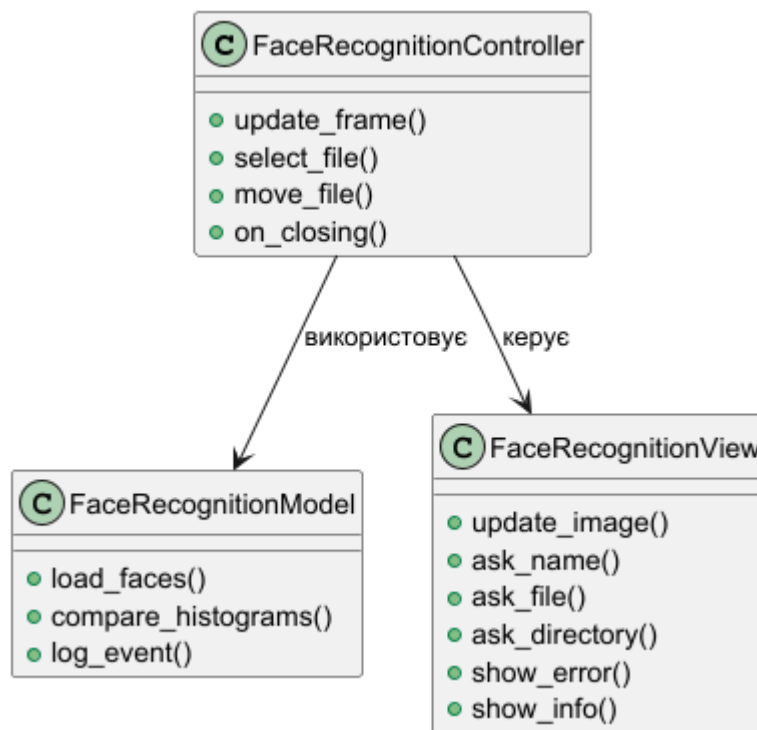 C FaceRecognitionController
update_frame()
select_file()
move_file()
on_closing()
використовує
керує
C FaceRecognitionModel
load_faces()
compare_histograms()
log_event()
C FaceRecognitionView
update_image()
ask_name()
ask_file()
ask_directory()
show_error()
show_info()